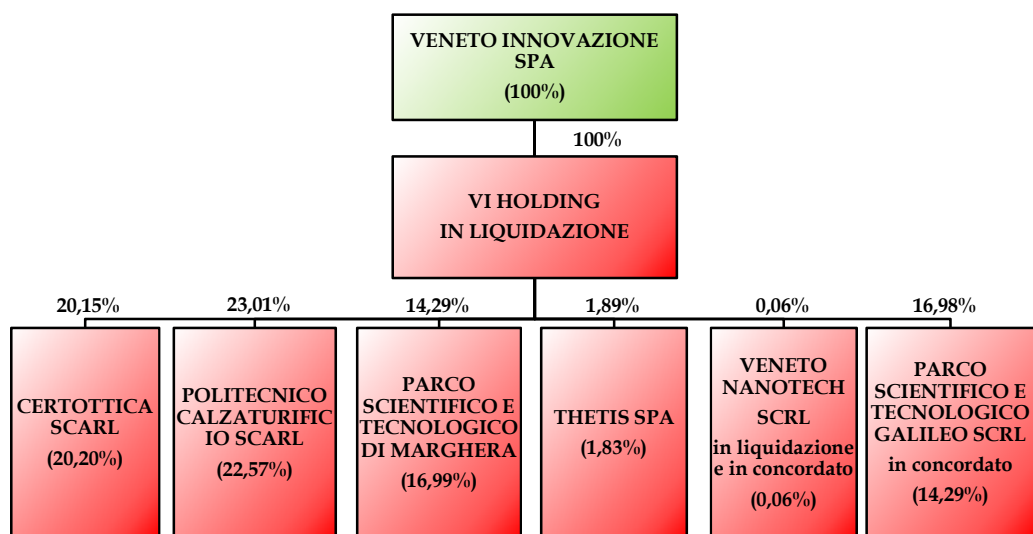 VENETO INNOVAZIONE
SPA
(100%)
100%
VI HOLDING
IN LIQUIDAZIONE
20,15%
23,01%
14,29%
1,89%
0,06%
16,98%
CERTOTTICA
SCARL
(20,20%)
POLITECNICO
CALZATURIFIC
IO SCARL
(22,57%)
PARCO
SCIENTIFICO E
TECNOLOGICO
DI MARGHERA
(16,99%)
THETIS SPA
(1,83%)
VENETO
NANOTECH
SCRL
in liquidazione
e in concordato
(0,06%)
PARCO
SCIENTIFICO E
TECNOLOGICO
GALILEO SCRL
in concordato
(14,29%)